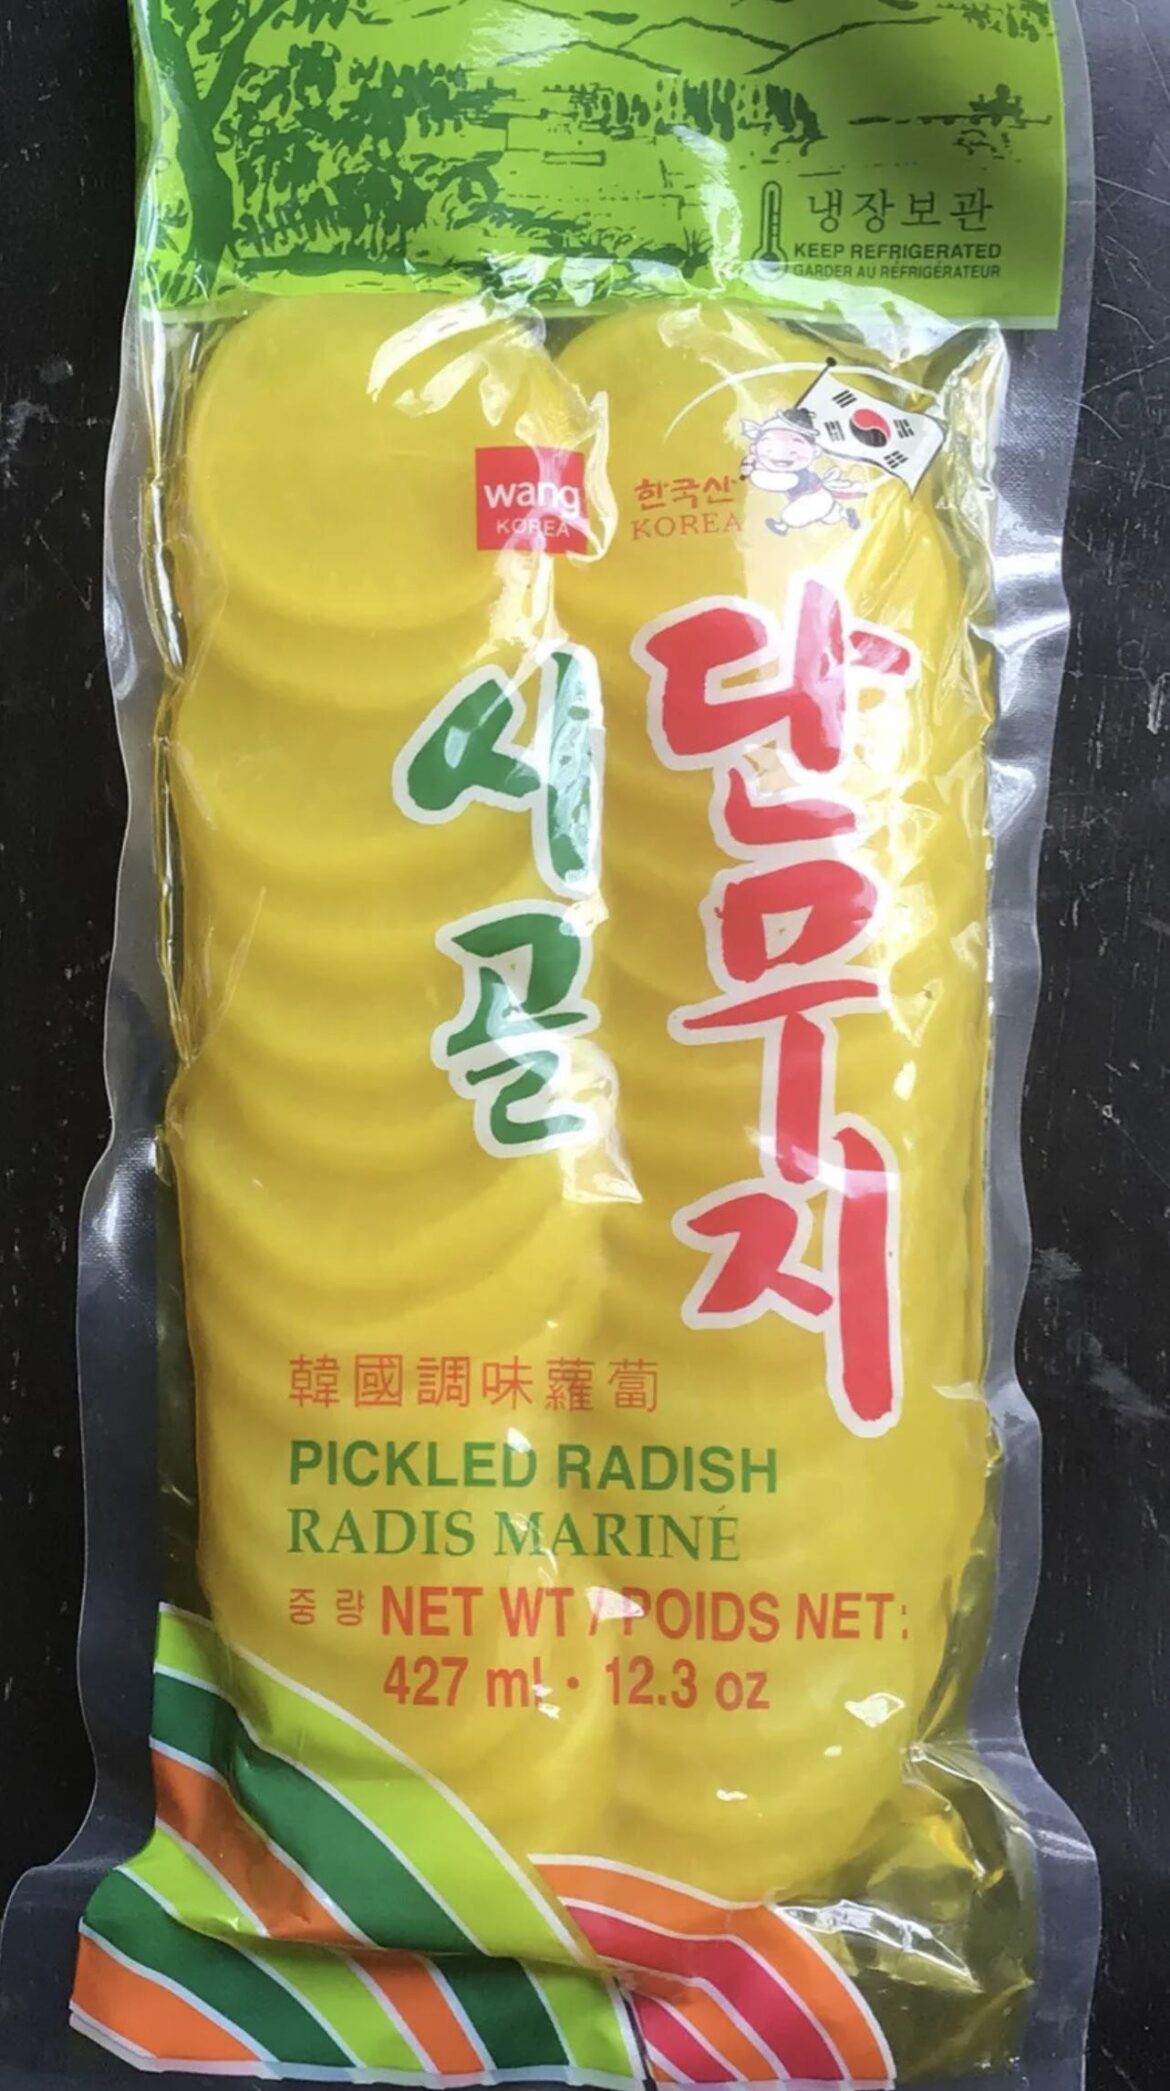 냉장보관
KEEP REFRIGERATED
GARDER AU RÉFRIGÉRATEUR
wang
KOREA
한국산
KOREA
시골
단무지
韓國調味蘿蔔
PICKLED RADISH
RADIS MARINÉ
중량 NET WT / POIDS NET:
427 ml • 12.3 oz